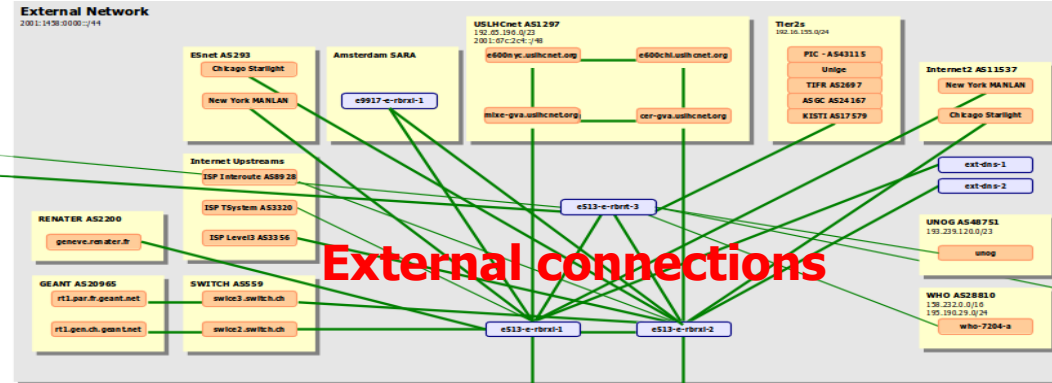 External Network
2001:1458:0000::/44
ESnet AS293
Chicago Starlight
New York MANLAN
Amsterdam SARA
e9917-e-rbrxl-1
USLHCnet AS1297
192.65.196.0/23
2001:67c:2c4::/48
e600nyc.uslhcnet.org
e600chi.uslhcnet.org
mlxe-gva.uslhcnet.org
cer-gva.uslhcnet.org
Tier2s
192.16.155.0/24
PIC - AS43115
Unige
TIFR AS2697
ASGC AS24167
KISTI AS17579
Internet2 AS11537
New York MANLAN
Chicago Starlight
ext-dns-1
ext-dns-2
Internet Upstreams
ISP Interoute AS8928
ISP TSystem AS3320
ISP Level3 AS3356
e513-e-rbrrt-3
RENATER AS2200
geneve.renater.fr
UNOG AS48751
193.239.120.0/23
unog
External connections
GEANT AS20965
rt1.par.fr.geant.net
rt1.gen.ch.geant.net
SWITCH AS559
swice3.switch.ch
swice2.switch.ch
e513-e-rbrxl-1
e513-e-rbrxl-2
WHO AS28810
158.232.0.0/16
195.190.29.0/24
who-7204-a